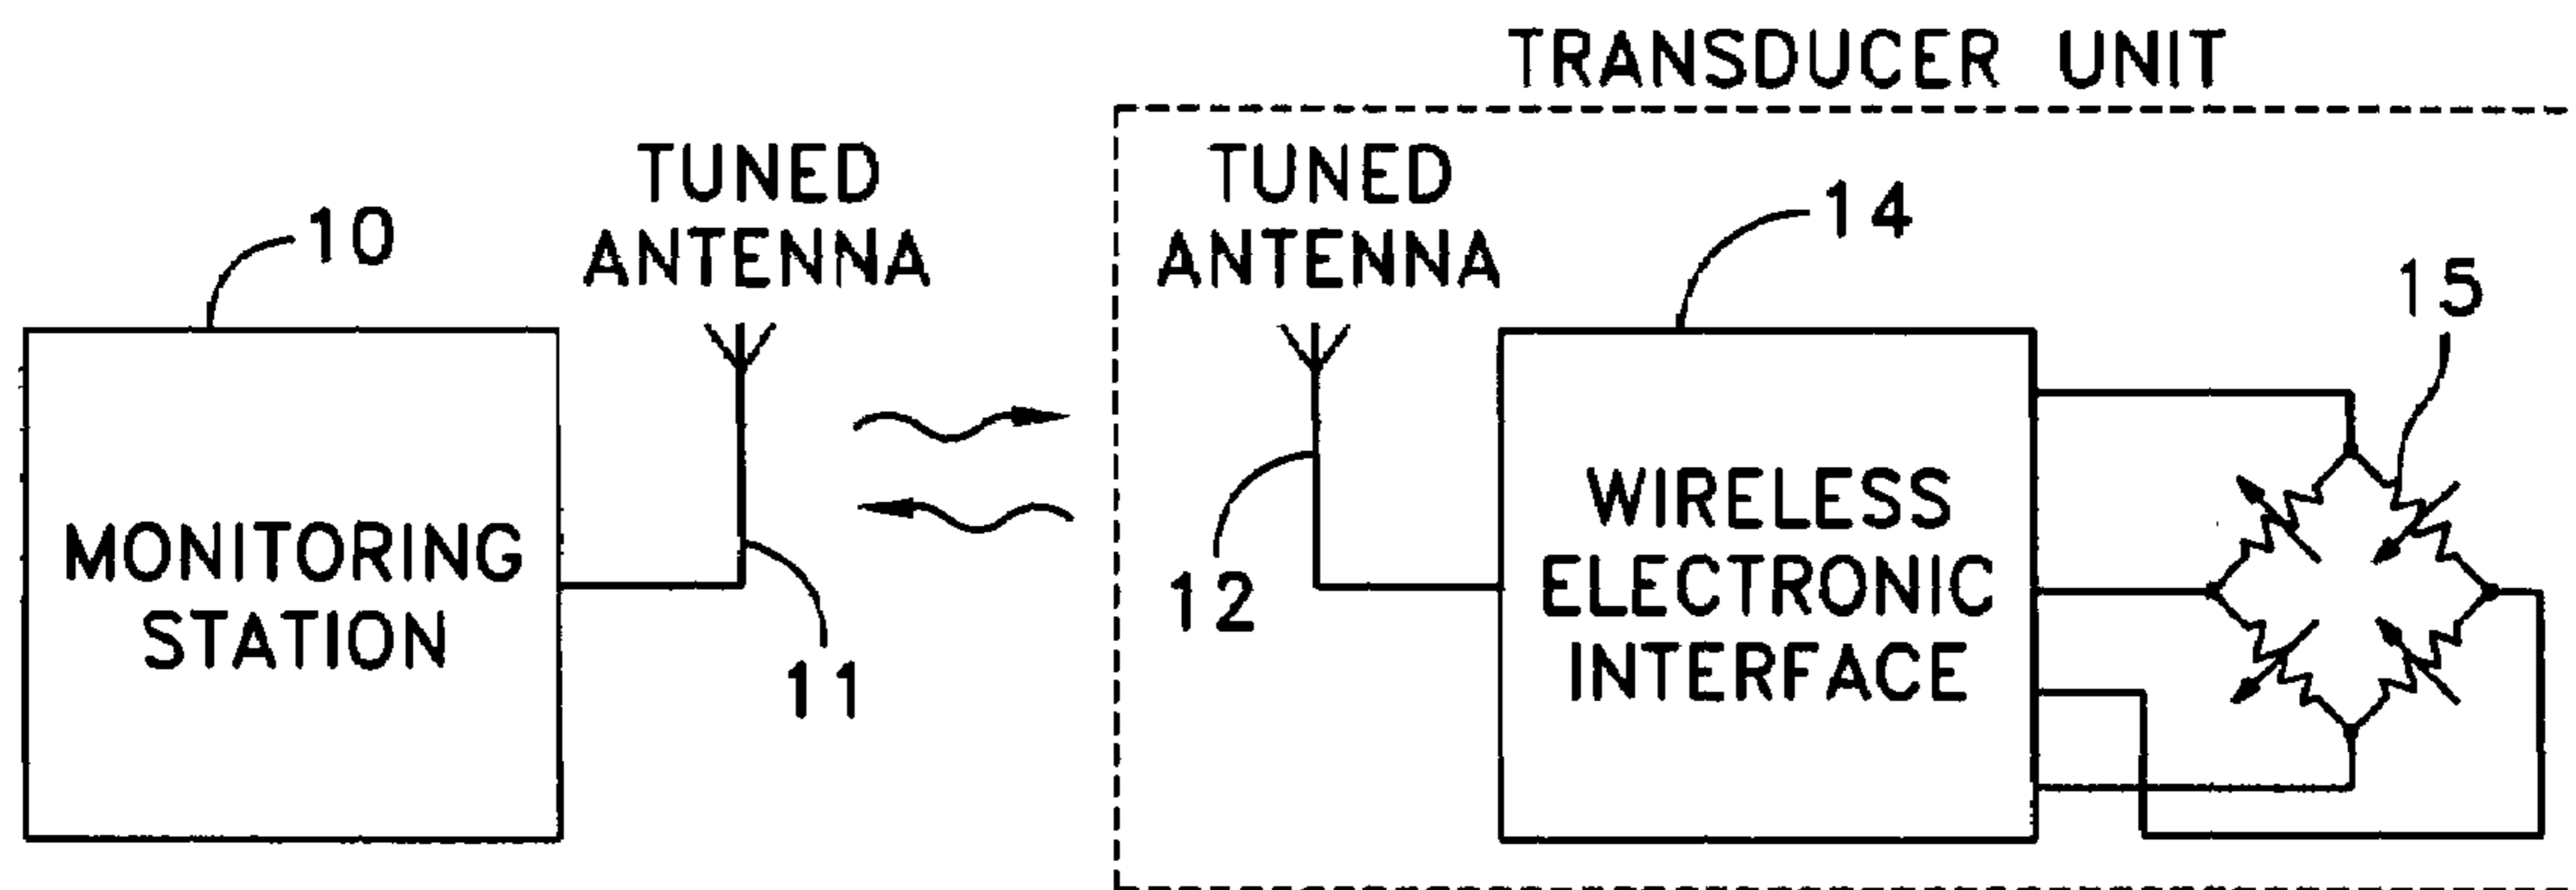 TRANSDUCER UNIT
10
TUNED
ANTENNA
TUNED
ANTENNA
14
15
MONITORING
STATION
11
12
WIRELESS
ELECTRONIC
INTERFACE